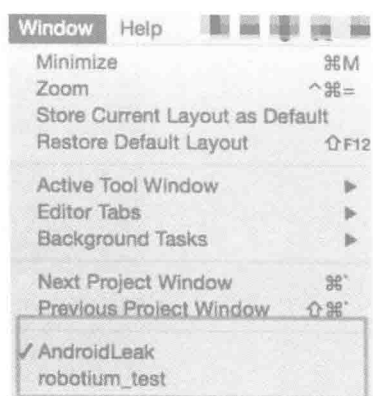 Window Help
Minimize ⌘M
Zoom ^⌘=
Store Current Layout as Default
Restore Default Layout ⇧F12
Active Tool Window ▶
Editor Tabs ▶
Background Tasks ▶
Next Project Window ⌘`
Previous Project Window ⇧⌘`
✓ AndroidLeak
robotium_test